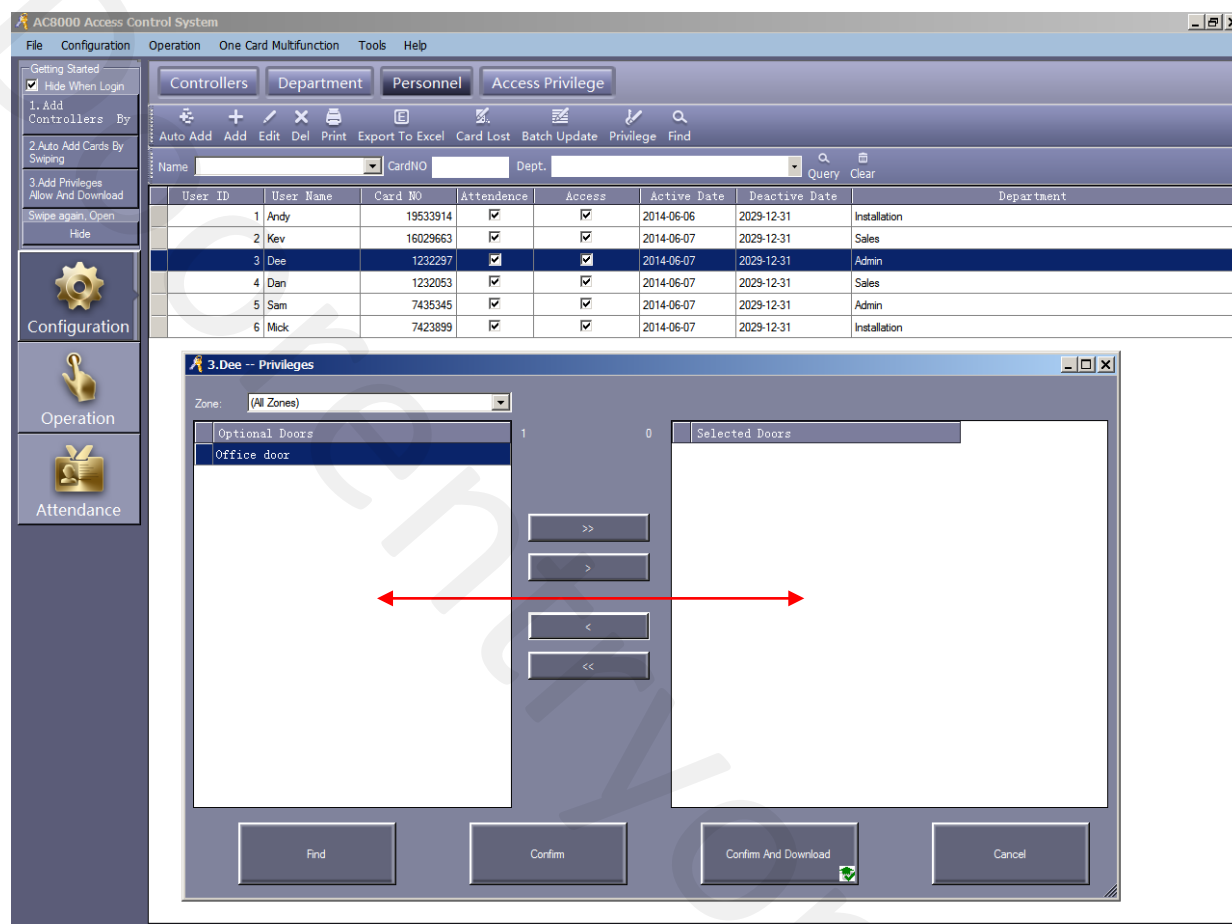 AC8000 Access Control System
File Configuration Operation One Card Multifunction Tools Help
Getting Started
Hide When Login
1.Add
Controllers By
2.Auto Add Cards By
Swiping
3.Add Privileges
Allow And Download
Swipe again, Open
Hide
Configuration
Operation
Attendance
Controllers Department Personnel Access Privilege
Auto Add Add Edit Del Print Export To Excel Card Lost Batch Update Privilege Find
Name CardNO Dept. Query Clear
User ID User Name Card NO Attendence Access Active Date Deactive Date Department
1 Andy 19533914 2014-06-06 2029-12-31 Installation
2 Kev 16029663 2014-06-07 2029-12-31 Sales
3 Dee 1232297 2014-06-07 2029-12-31 Admin
4 Dan 1232053 2014-06-07 2029-12-31 Sales
5 Sam 7435345 2014-06-07 2029-12-31 Admin
6 Mick 7423899 2014-06-07 2029-12-31 Installation
3.Dee -- Privileges
Zone: (All Zones)
Optional Doors 1 0 Selected Doors
Office door
>>
>
<
<<
Find Confirm Confirm And Download Cancel